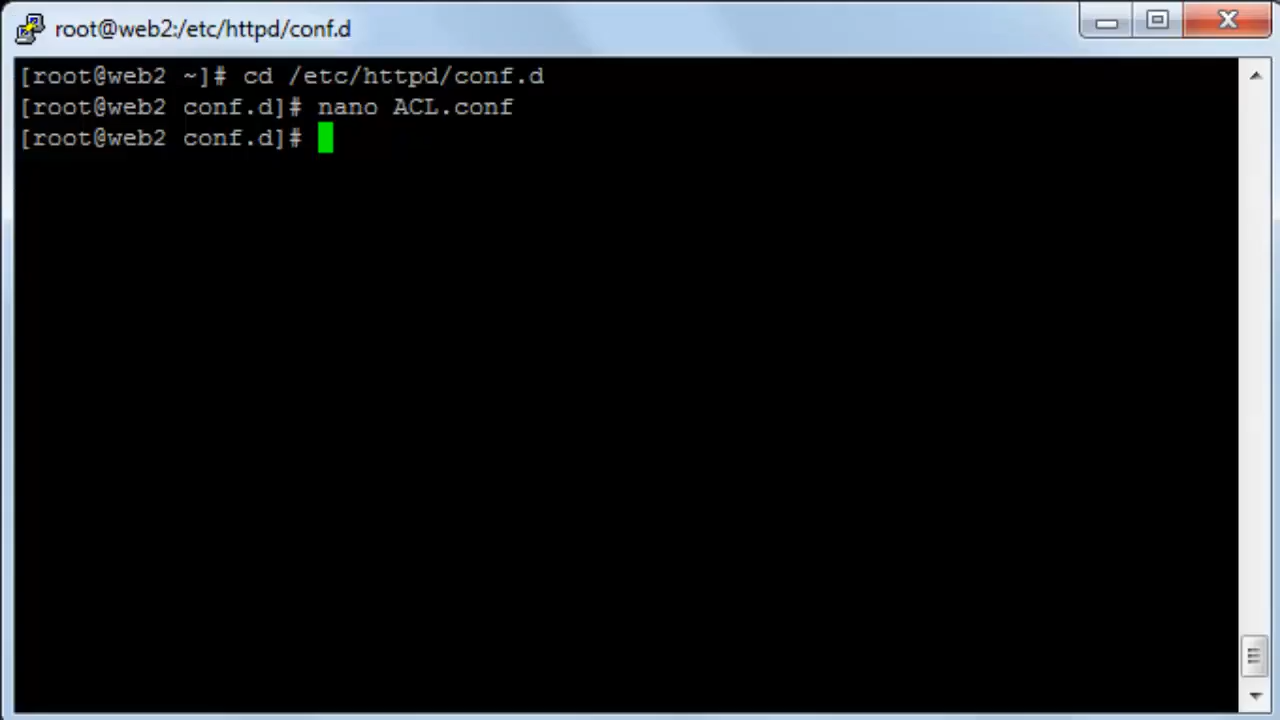 root@web2:/etc/httpd/conf.d
[root@web2 ~]# cd /etc/httpd/conf.d
[root@web2 conf.d]# nano ACL.conf
[root@web2 conf.d]#